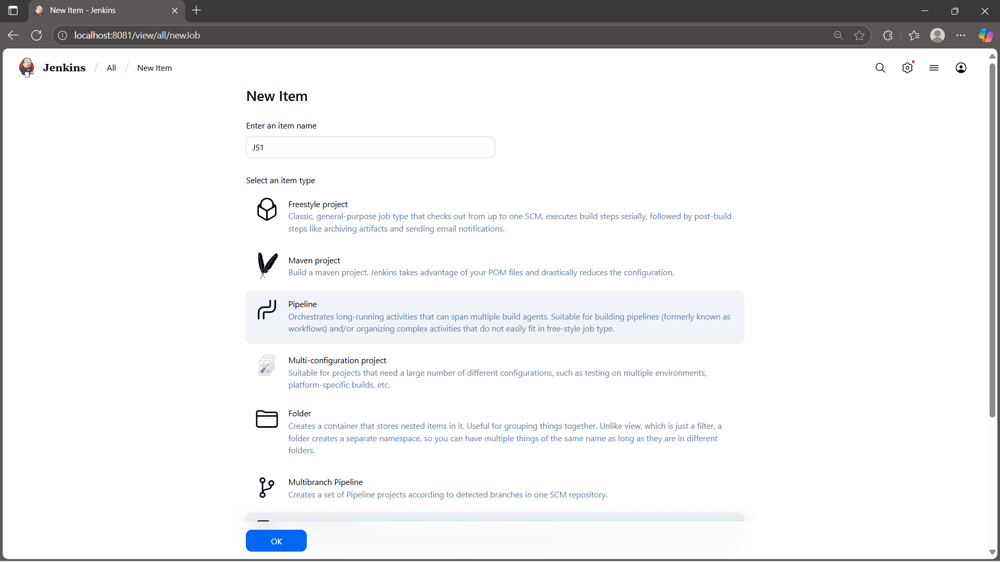 New Item - Jenkins
localhost:8081/view/all/newJob
Jenkins / All / New Item
New Item
Enter an item name
JS1
Select an item type
Freestyle project
Classic, general-purpose job type that checks out from up to one SCM, executes build steps serially, followed by post-build
steps like archiving artifacts and sending email notifications.
Maven project
Build a maven project. Jenkins takes advantage of your POM files and drastically reduces the configuration.
Pipeline
Orchestrates long-running activities that can span multiple build agents. Suitable for building pipelines (formerly known as
workflows) and/or organizing complex activities that do not easily fit in free-style job type.
Multi-configuration project
Suitable for projects that need a large number of different configurations, such as testing on multiple environments,
platform-specific builds, etc.
Folder
Creates a container that stores nested items in it. Useful for grouping things together. Unlike view, which is just a filter, a
folder creates a separate namespace, so you can have multiple things of the same name as long as they are in different
folders.
Multibranch Pipeline
Creates a set of Pipeline projects according to detected branches in one SCM repository.
OK